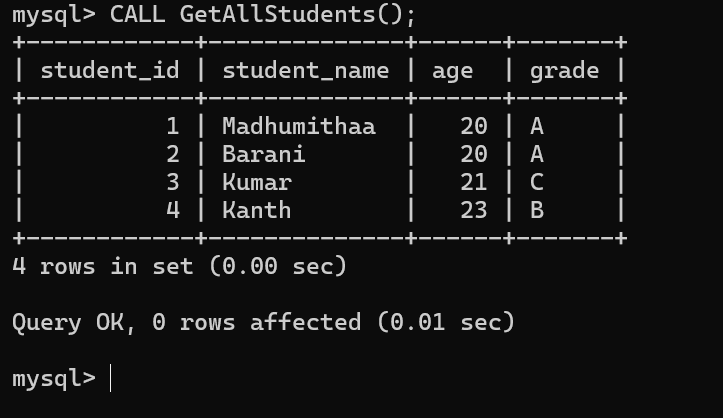 mysql> CALL GetAllStudents();
+------------+--------------+------+-------+
| student_id | student_name | age  | grade |
+------------+--------------+------+-------+
|          1 | Madhumithaa  |   20 | A     |
|          2 | Barani       |   20 | A     |
|          3 | Kumar        |   21 | C     |
|          4 | Kanth        |   23 | B     |
+------------+--------------+------+-------+
4 rows in set (0.00 sec)
Query OK, 0 rows affected (0.01 sec)
mysql>